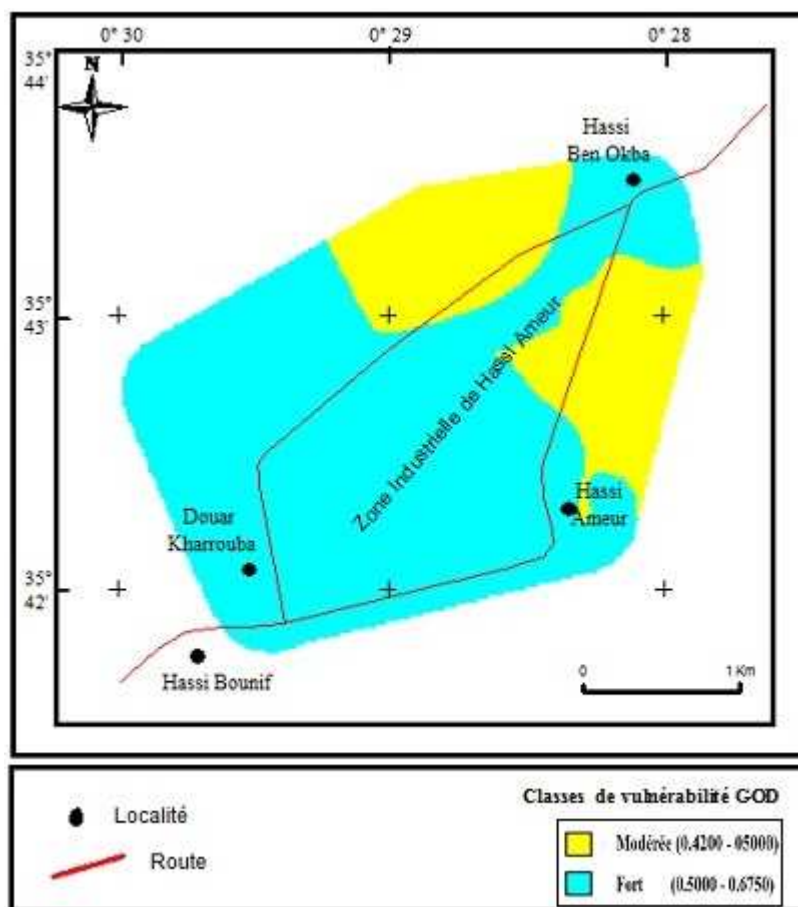 0° 30
0° 29
0° 28
35°
44'
N
Hassi
Ben Okba
35°
43'
Zone Industrielle de Hassi Ameur
Hassi
Ameur
Douar
Kharrouba
35°
42'
Hassi Bounif
0
1 Km
Localité
Route
Classes de vulnérabilité GOD
Modérée (0.4200 - 05000)
Fort (0.5000 - 0.6750)